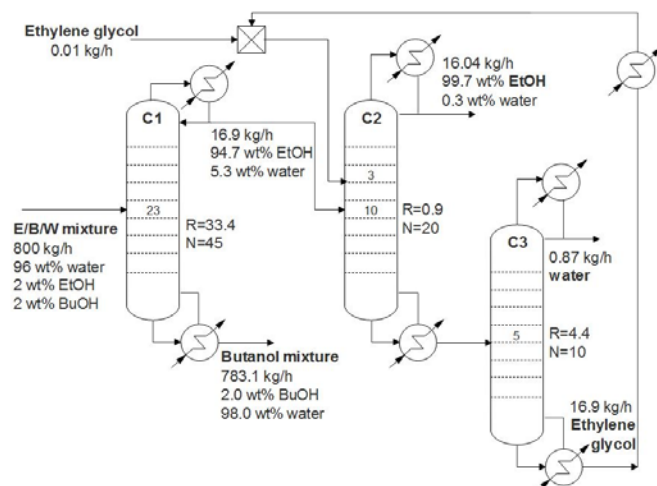 Ethylene glycol
0.01 kg/h
C1
16.9 kg/h
94.7 wt% EtOH
5.3 wt% water
23
R=33.4
N=45
E/B/W mixture
800 kg/h
96 wt% water
2 wt% EtOH
2 wt% BuOH
Butanol mixture
783.1 kg/h
2.0 wt% BuOH
98.0 wt% water
C2
16.04 kg/h
99.7 wt% EtOH
0.3 wt% water
3
10
R=0.9
N=20
C3
0.87 kg/h
water
5
R=4.4
N=10
16.9 kg/h
Ethylene
glycol